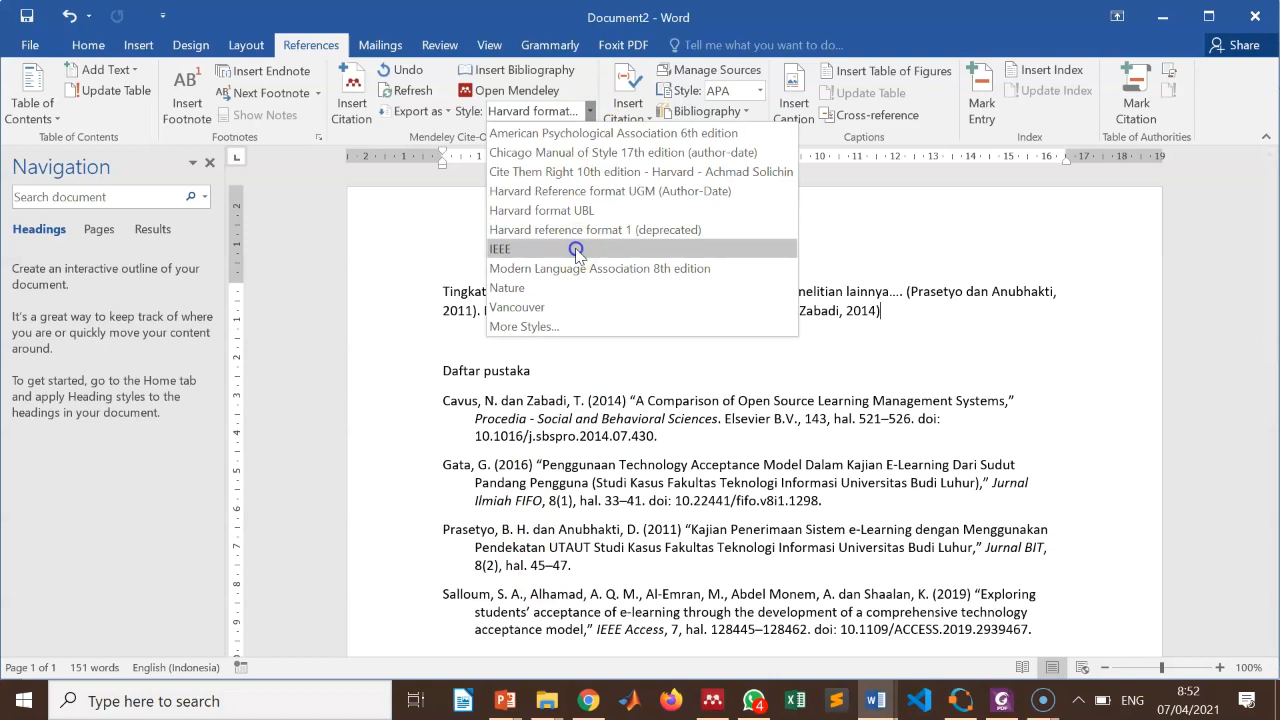 Document2 - Word
File Home Insert Design Layout References Mailings Review View Grammarly Foxit PDF Tell me what you want to do... Share
Table of Contents
Add Text
Update Table
Table of Contents
AB1 Insert Footnote
Insert Endnote
Next Footnote
Show Notes
Footnotes
Insert Citation
Undo
Refresh
Export as
Insert Bibliography
Open Mendeley
Style: Harvard format...
Mendeley Cite-O
Insert Citation
Manage Sources
Style: APA
Bibliography
Insert Caption
Insert Table of Figures
Update Table
Cross-reference
Captions
Mark Entry
Insert Index
Update Index
Index
Mark Citation
Table of Authorities
American Psychological Association 6th edition
Chicago Manual of Style 17th edition (author-date)
Cite Them Right 10th edition - Harvard - Achmad Solichin
Harvard Reference format UGM (Author-Date)
Harvard format UBL
Harvard reference format 1 (deprecated)
IEEE
Modern Language Association 8th edition
Nature
Vancouver
More Styles...
Navigation
Search document
Headings Pages Results
Create an interactive outline of your
document.
It's a great way to keep track of where
you are or quickly move your content
around.
To get started, go to the Home tab
and apply Heading styles to the
headings in your document.
2 1 1 10 11 12 13 14 15 16 17 18 19
Tingkat nelitian lainnya.... (Prasetyo dan Anubhakti,
2011). Zabadi, 2014)
Daftar pustaka
Cavus, N. dan Zabadi, T. (2014) “A Comparison of Open Source Learning Management Systems,”
Procedia - Social and Behavioral Sciences. Elsevier B.V., 143, hal. 521–526. doi:
10.1016/j.sbspro.2014.07.430.
Gata, G. (2016) “Penggunaan Technology Acceptance Model Dalam Kajian E-Learning Dari Sudut
Pandang Pengguna (Studi Kasus Fakultas Teknologi Informasi Universitas Budi Luhur),” Jurnal
Ilmiah FIFO, 8(1), hal. 33–41. doi: 10.22441/fifo.v8i1.1298.
Prasetyo, B. H. dan Anubhakti, D. (2011) “Kajian Penerimaan Sistem e-Learning dengan Menggunakan
Pendekatan UTAUT Studi Kasus Fakultas Teknologi Informasi Universitas Budi Luhur,” Jurnal BIT,
8(2), hal. 45–47.
Salloum, S. A., Alhamad, A. Q. M., Al-Emran, M., Abdel Monem, A. dan Shaalan, K. (2019) “Exploring
students’ acceptance of e-learning through the development of a comprehensive technology
acceptance model,” IEEE Access, 7, hal. 128445–128462. doi: 10.1109/ACCESS.2019.2939467.
Page 1 of 1 151 words English (Indonesia) 100%
Type here to search
4
ENG
8:52
07/04/2021